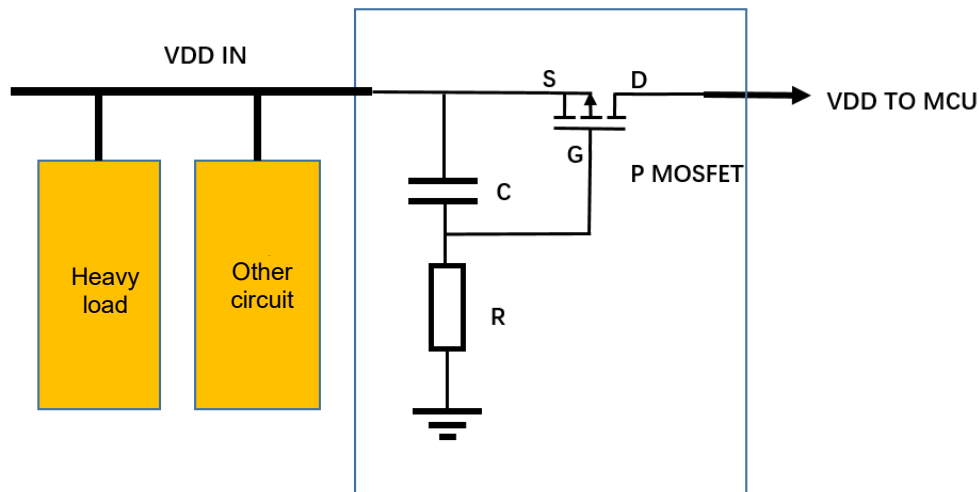 VDD IN
S
D
VDD TO MCU
G
P MOSFET
C
Heavy
load
Other
circuit
R